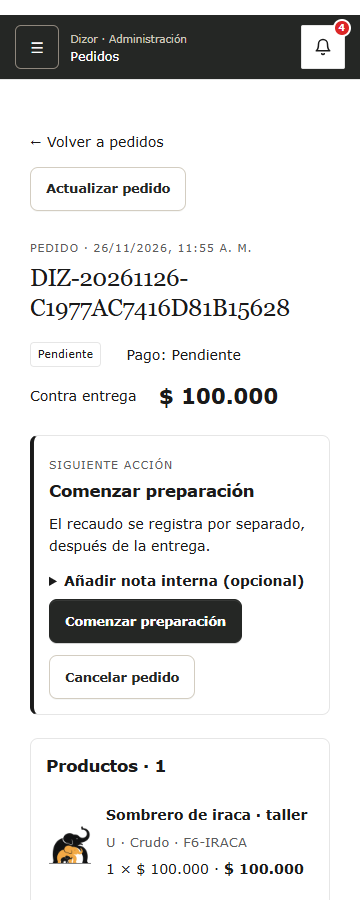 Dizor · Administración
Pedidos
4
← Volver a pedidos
Actualizar pedido
PEDIDO · 26/11/2026, 11:55 A. M.
DIZ-20261126-
C1977AC7416D81B15628
Pendiente
Pago: Pendiente
Contra entrega
$ 100.000
SIGUIENTE ACCIÓN
Comenzar preparación
El recaudo se registra por separado,
después de la entrega.
▶ Añadir nota interna (opcional)
Comenzar preparación
Cancelar pedido
Productos · 1
Sombrero de iraca · taller
U · Crudo · F6-IRACA
1 × $ 100.000 · $ 100.000